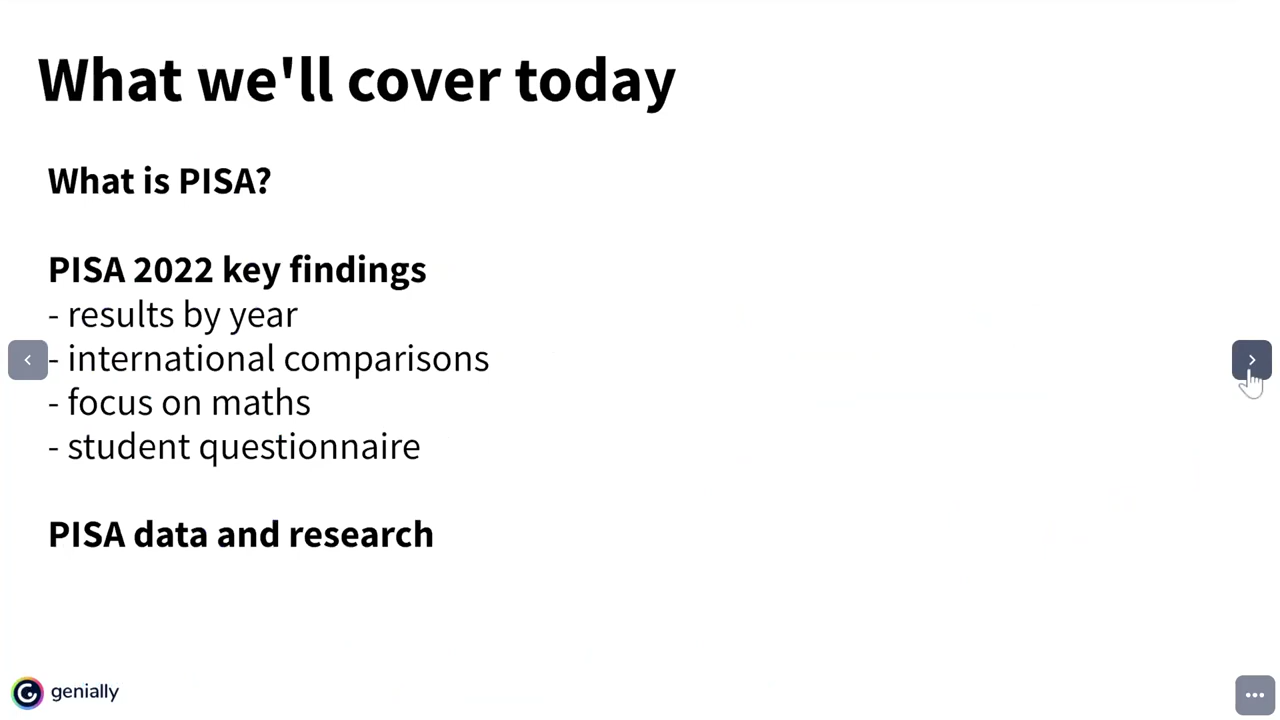 What we'll cover today
What is PISA?
PISA 2022 key findings
- results by year
- international comparisons
- focus on maths
- student questionnaire
PISA data and research
genially